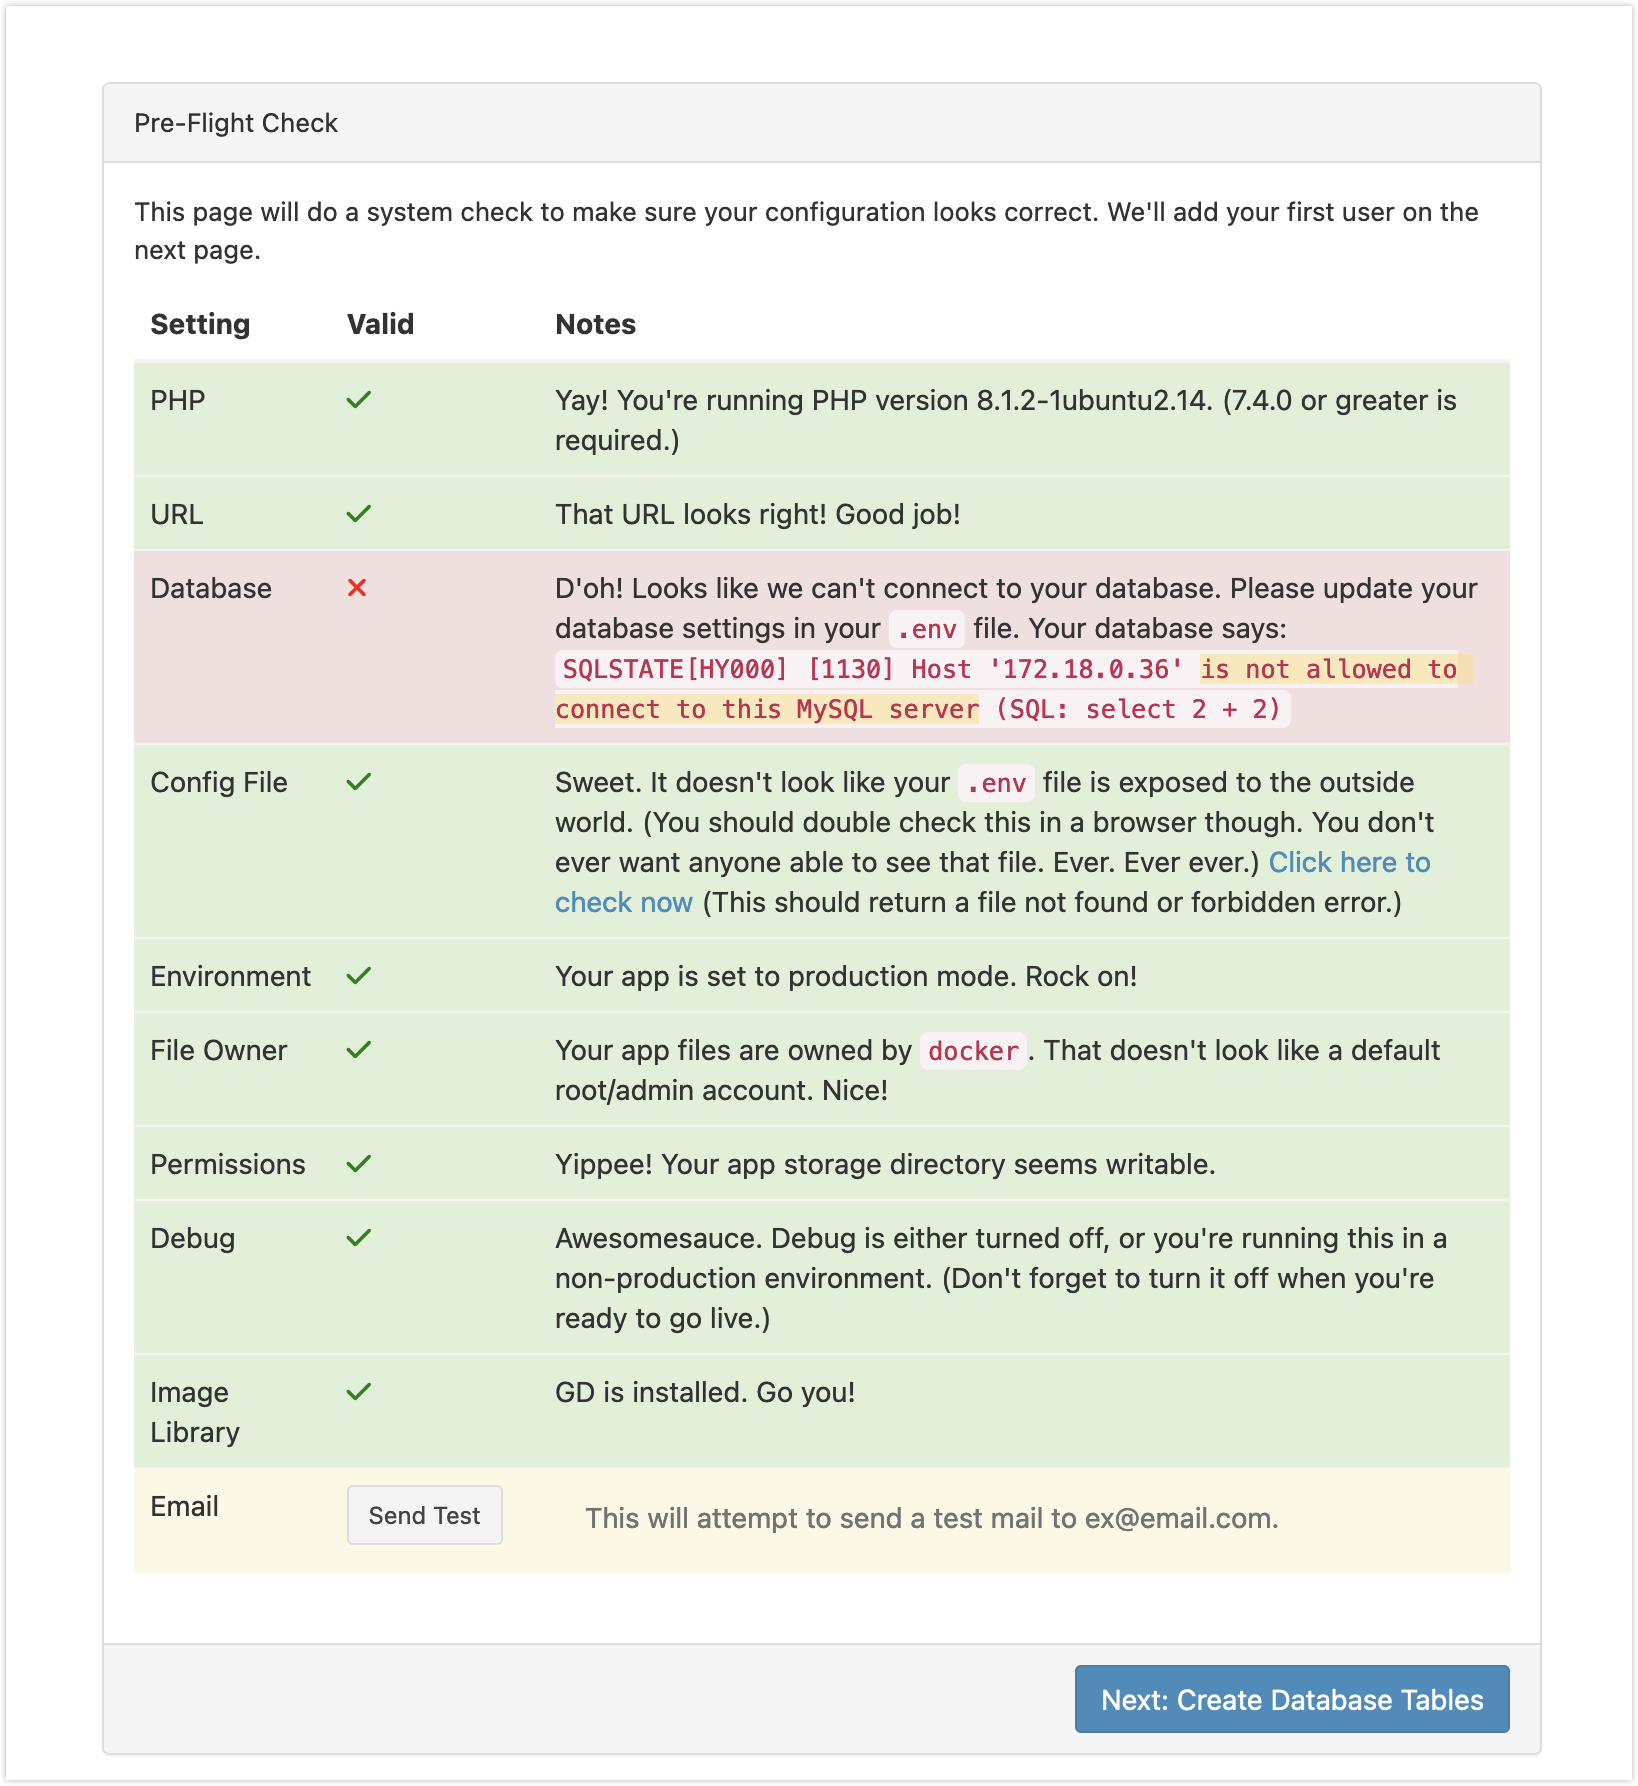 Pre-Flight Check
This page will do a system check to make sure your configuration looks correct. We'll add your first user on the
next page.
Setting Valid Notes
PHP Yay! You're running PHP version 8.1.2-1ubuntu2.14. (7.4.0 or greater is
required.)
URL That URL looks right! Good job!
Database D'oh! Looks like we can't connect to your database. Please update your
database settings in your .env file. Your database says:
SQLSTATE[HY000] [1130] Host '172.18.0.36' is not allowed to
connect to this MySQL server (SQL: select 2 + 2)
Config File Sweet. It doesn't look like your .env file is exposed to the outside
world. (You should double check this in a browser though. You don't
ever want anyone able to see that file. Ever. Ever ever.) Click here to
check now (This should return a file not found or forbidden error.)
Environment Your app is set to production mode. Rock on!
File Owner Your app files are owned by docker. That doesn't look like a default
root/admin account. Nice!
Permissions Yippee! Your app storage directory seems writable.
Debug Awesomesauce. Debug is either turned off, or you're running this in a
non-production environment. (Don't forget to turn it off when you're
ready to go live.)
Image GD is installed. Go you!
Library
Email Send Test This will attempt to send a test mail to ex@email.com.
Next: Create Database Tables